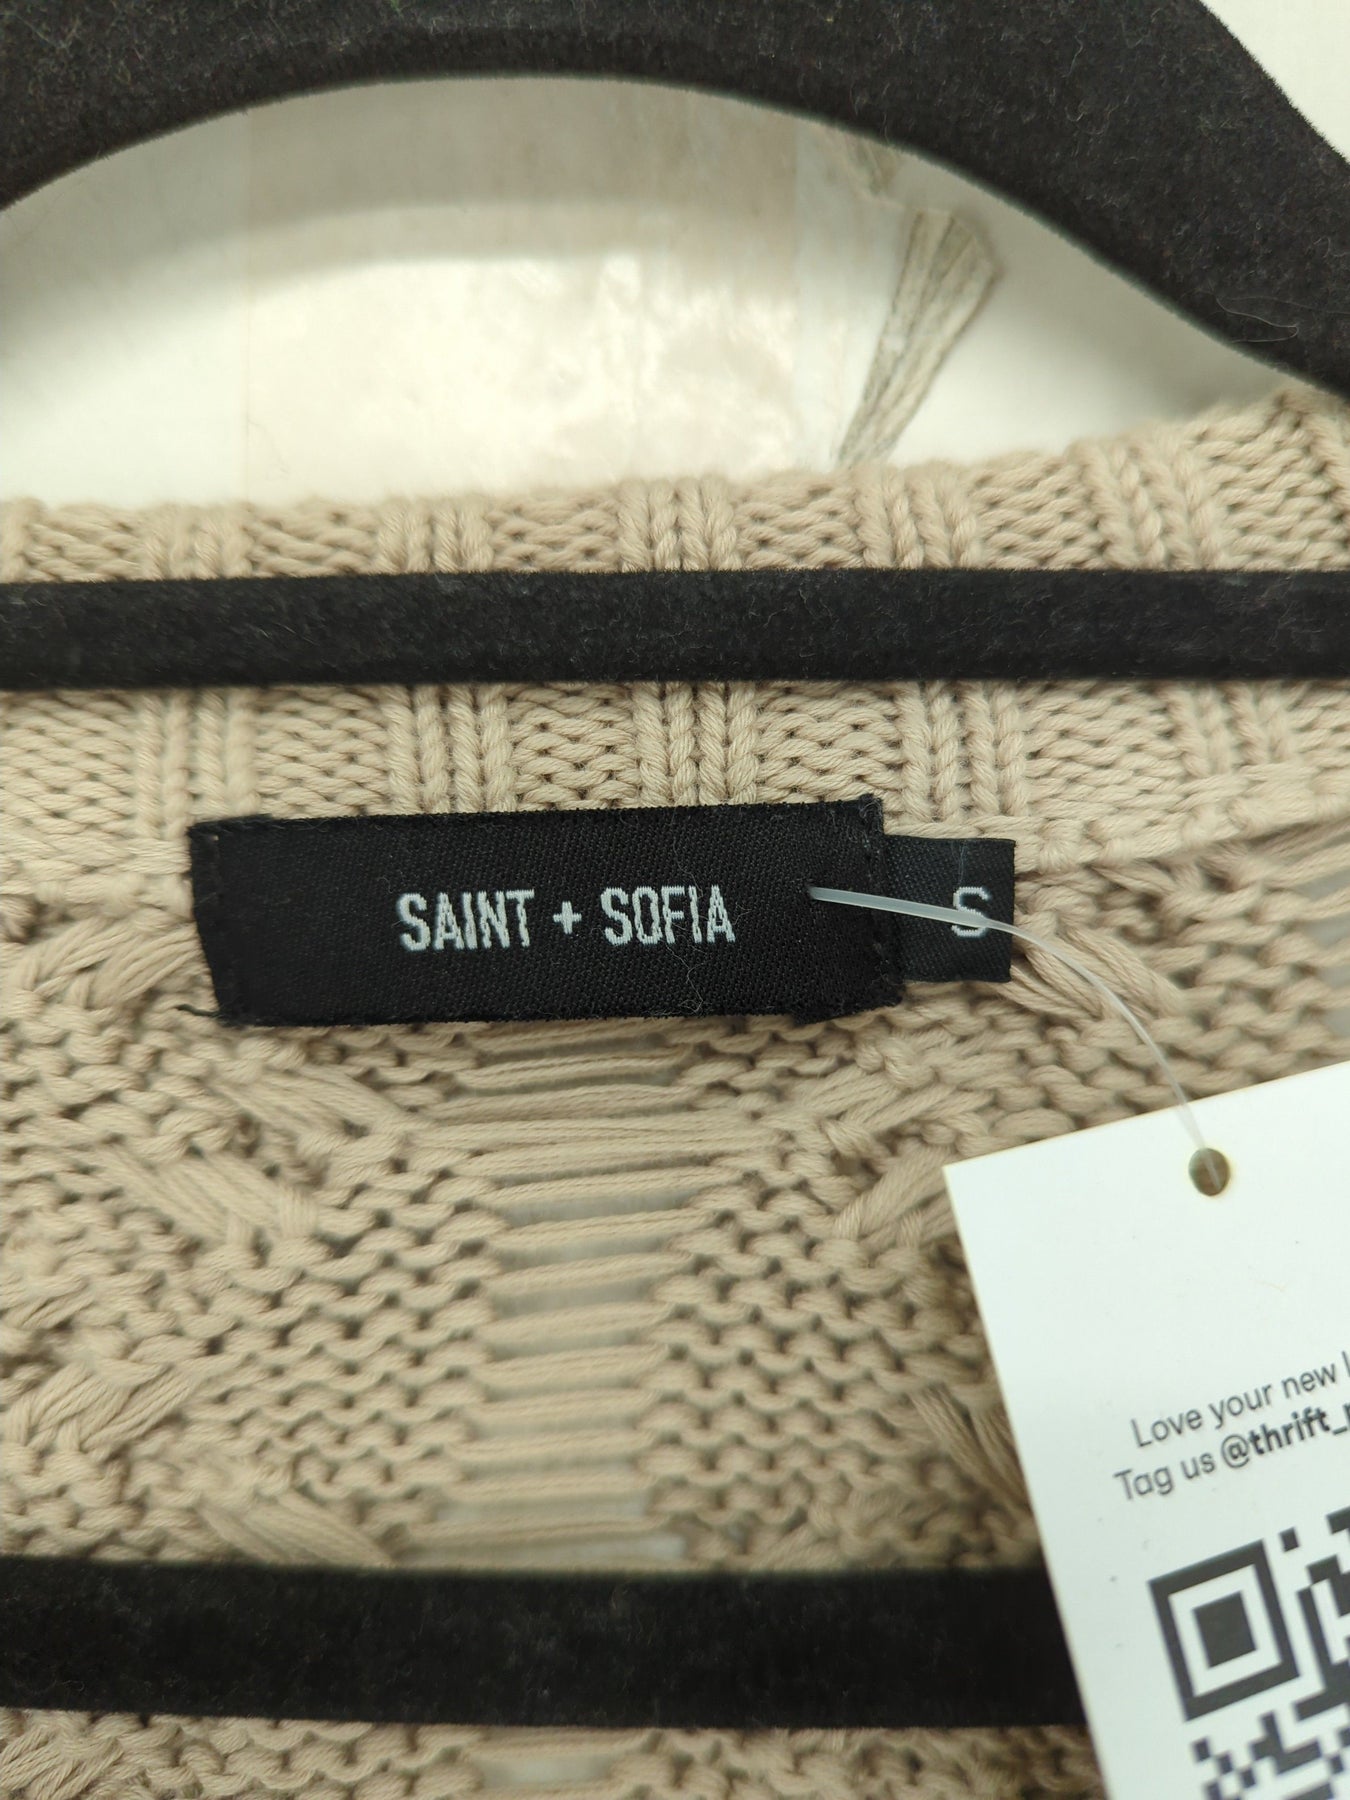 SAINT + SOFIA
S
Love your new
Tag us @thrift_